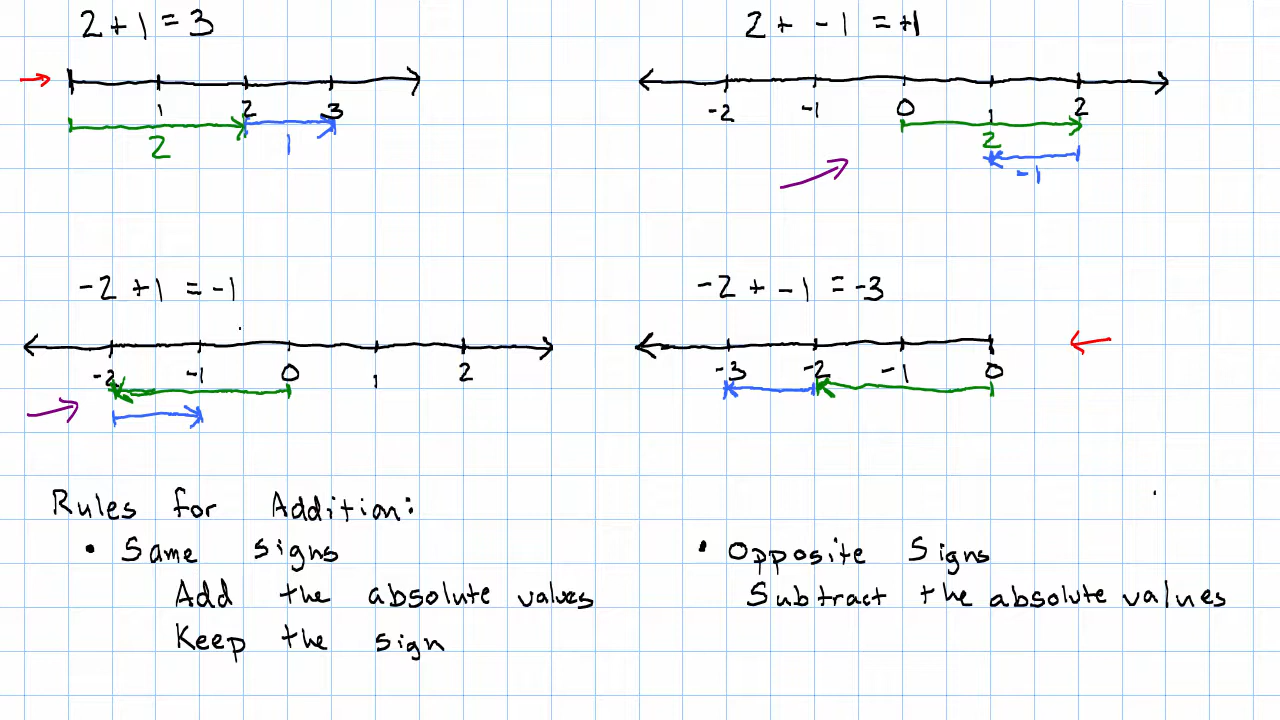 2 + 1 = 3
1 2 3
2 1
2 + -1 = +1
-2 -1 0 1 2
2
-1
-2 + 1 = -1
-2 -1 0 1 2
-2 + -1 = -3
-3 -2 -1 0
Rules for Addition:
• Same signs
Add the absolute values
Keep the sign
• Opposite Signs
Subtract the absolute values